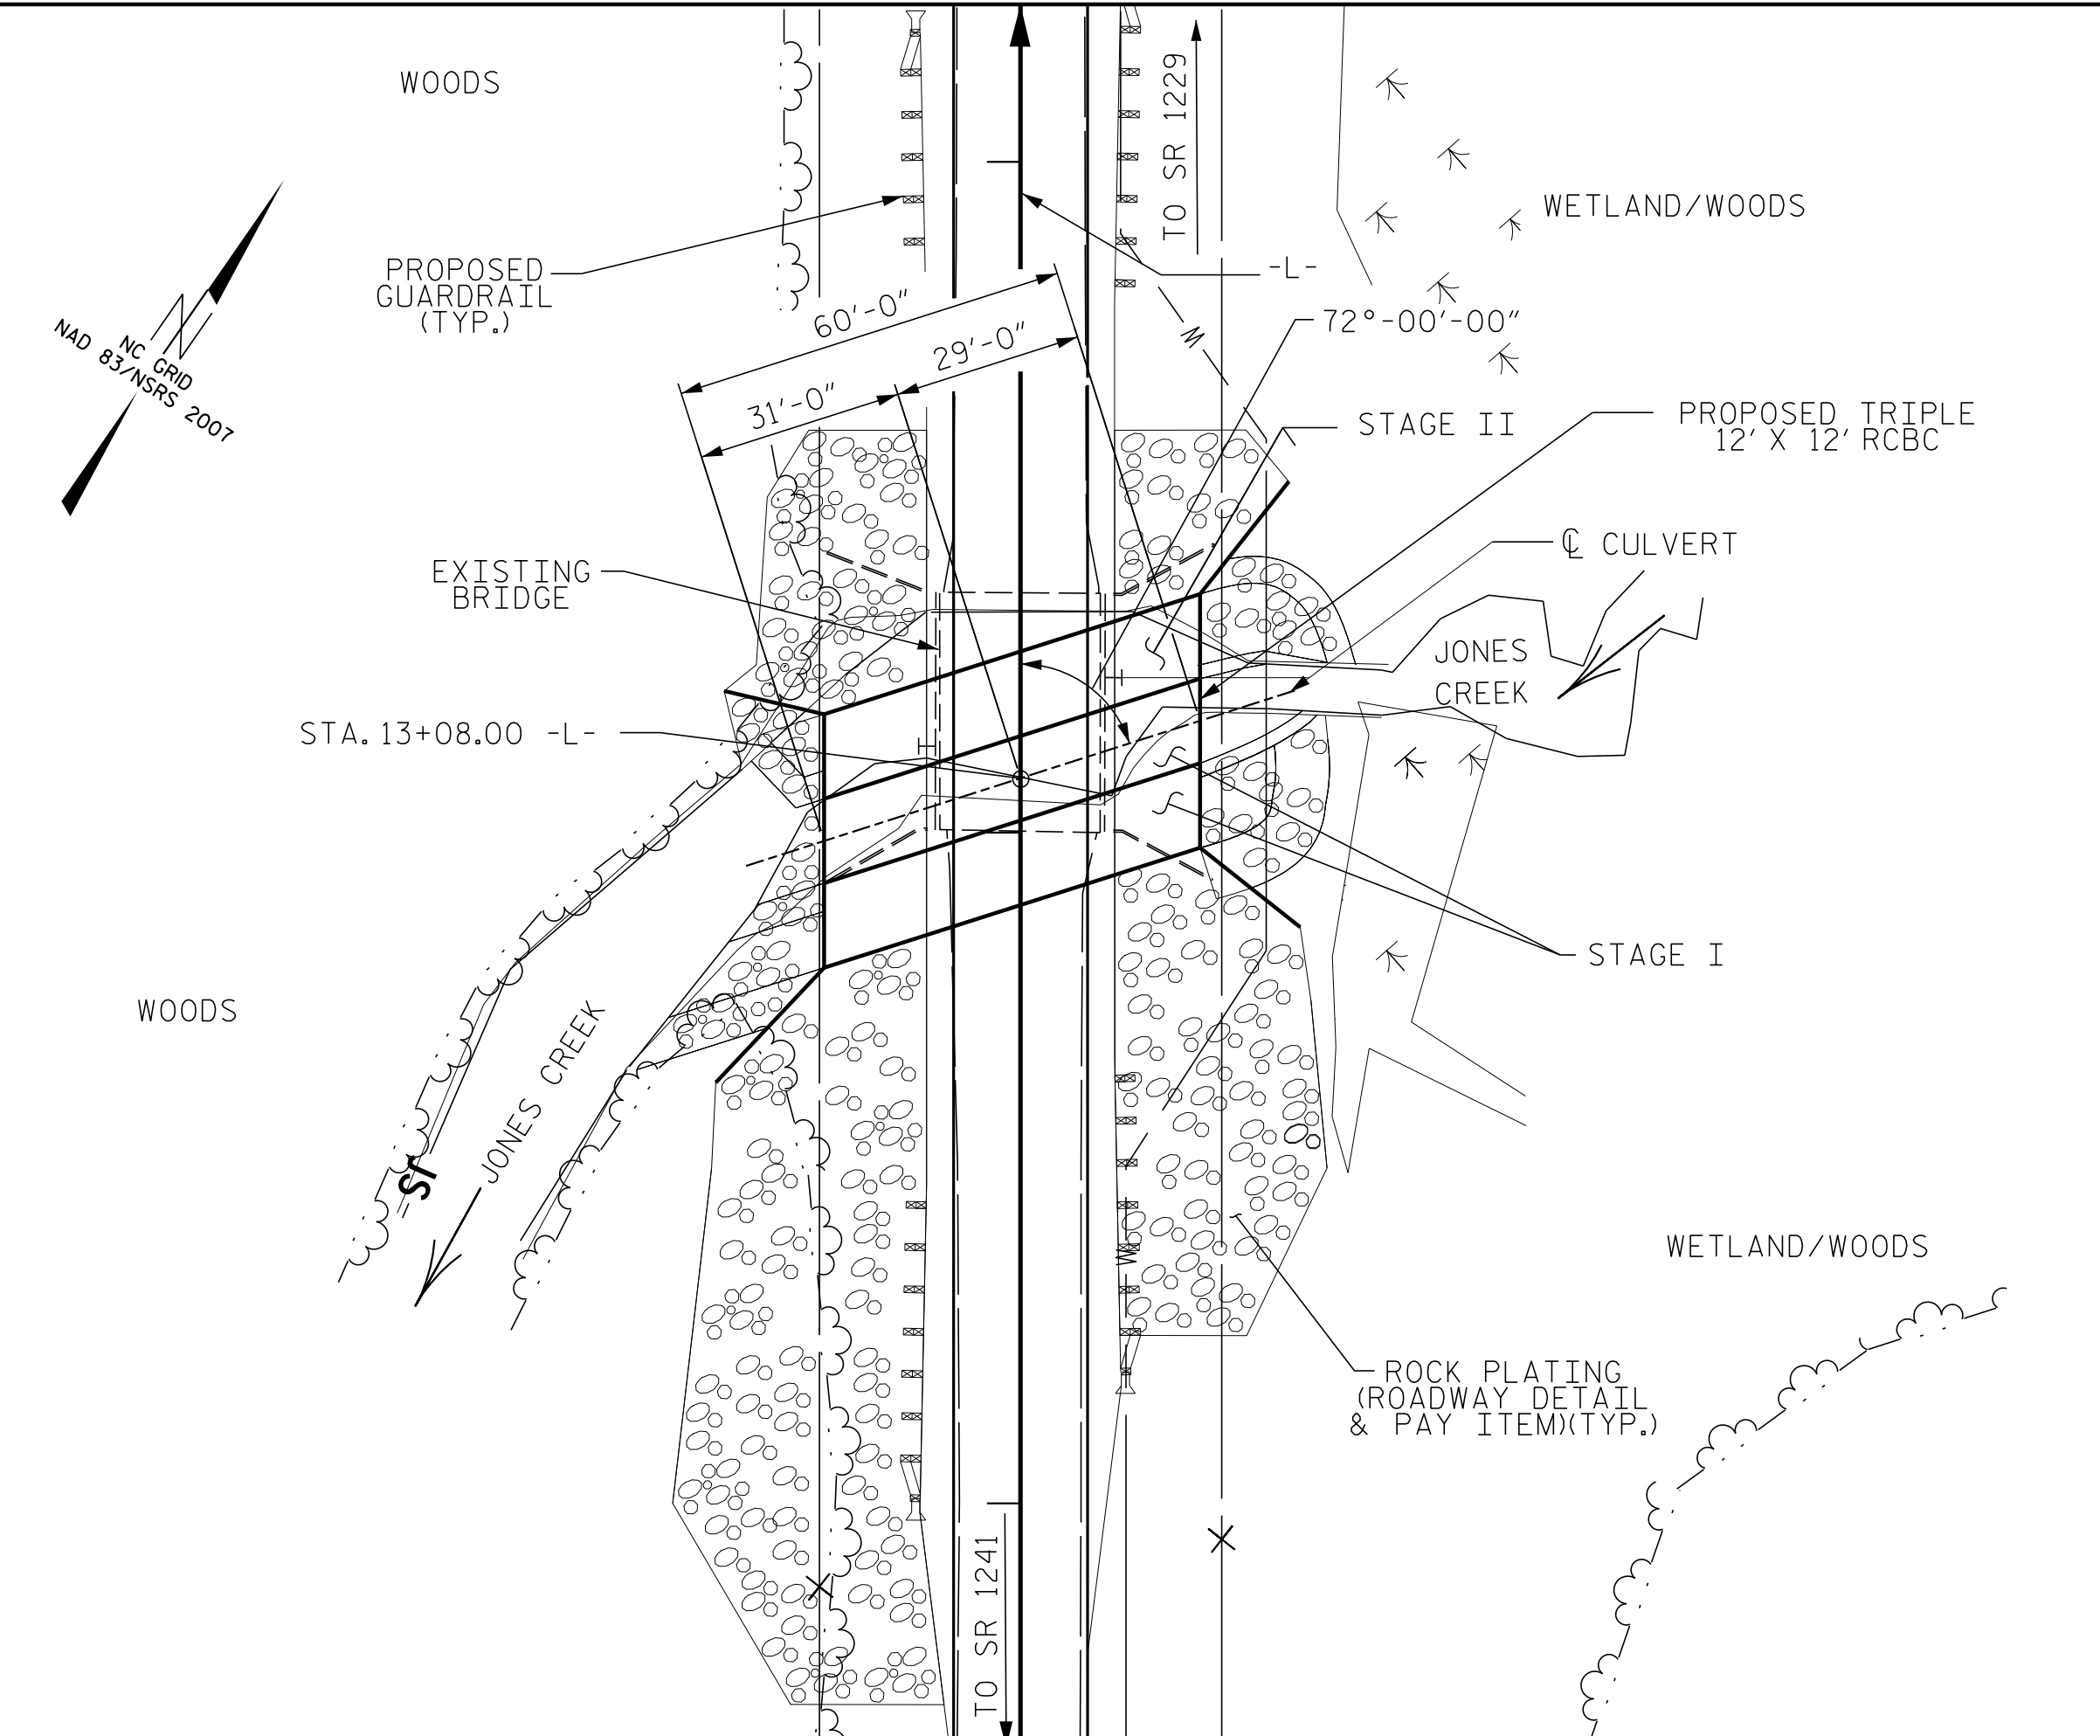 WOODS
TO SR 1229
WETLAND/WOODS
PROPOSED
GUARDRAIL
(TYP.)
-L-
N
NC GRID
NAD 83/NSRS 2007
60'-0"
29'-0"
31'-0"
72°-00'-00"
W
STAGE II
PROPOSED TRIPLE
12' X 12' RCBC
℄ CULVERT
EXISTING
BRIDGE
JONES
CREEK
STA. 13+08.00 -L-
STAGE I
WOODS
JONES CREEK
JS
WETLAND/WOODS
W
ROCK PLATING
(ROADWAY DETAIL
& PAY ITEM)(TYP.)
TO SR 1241